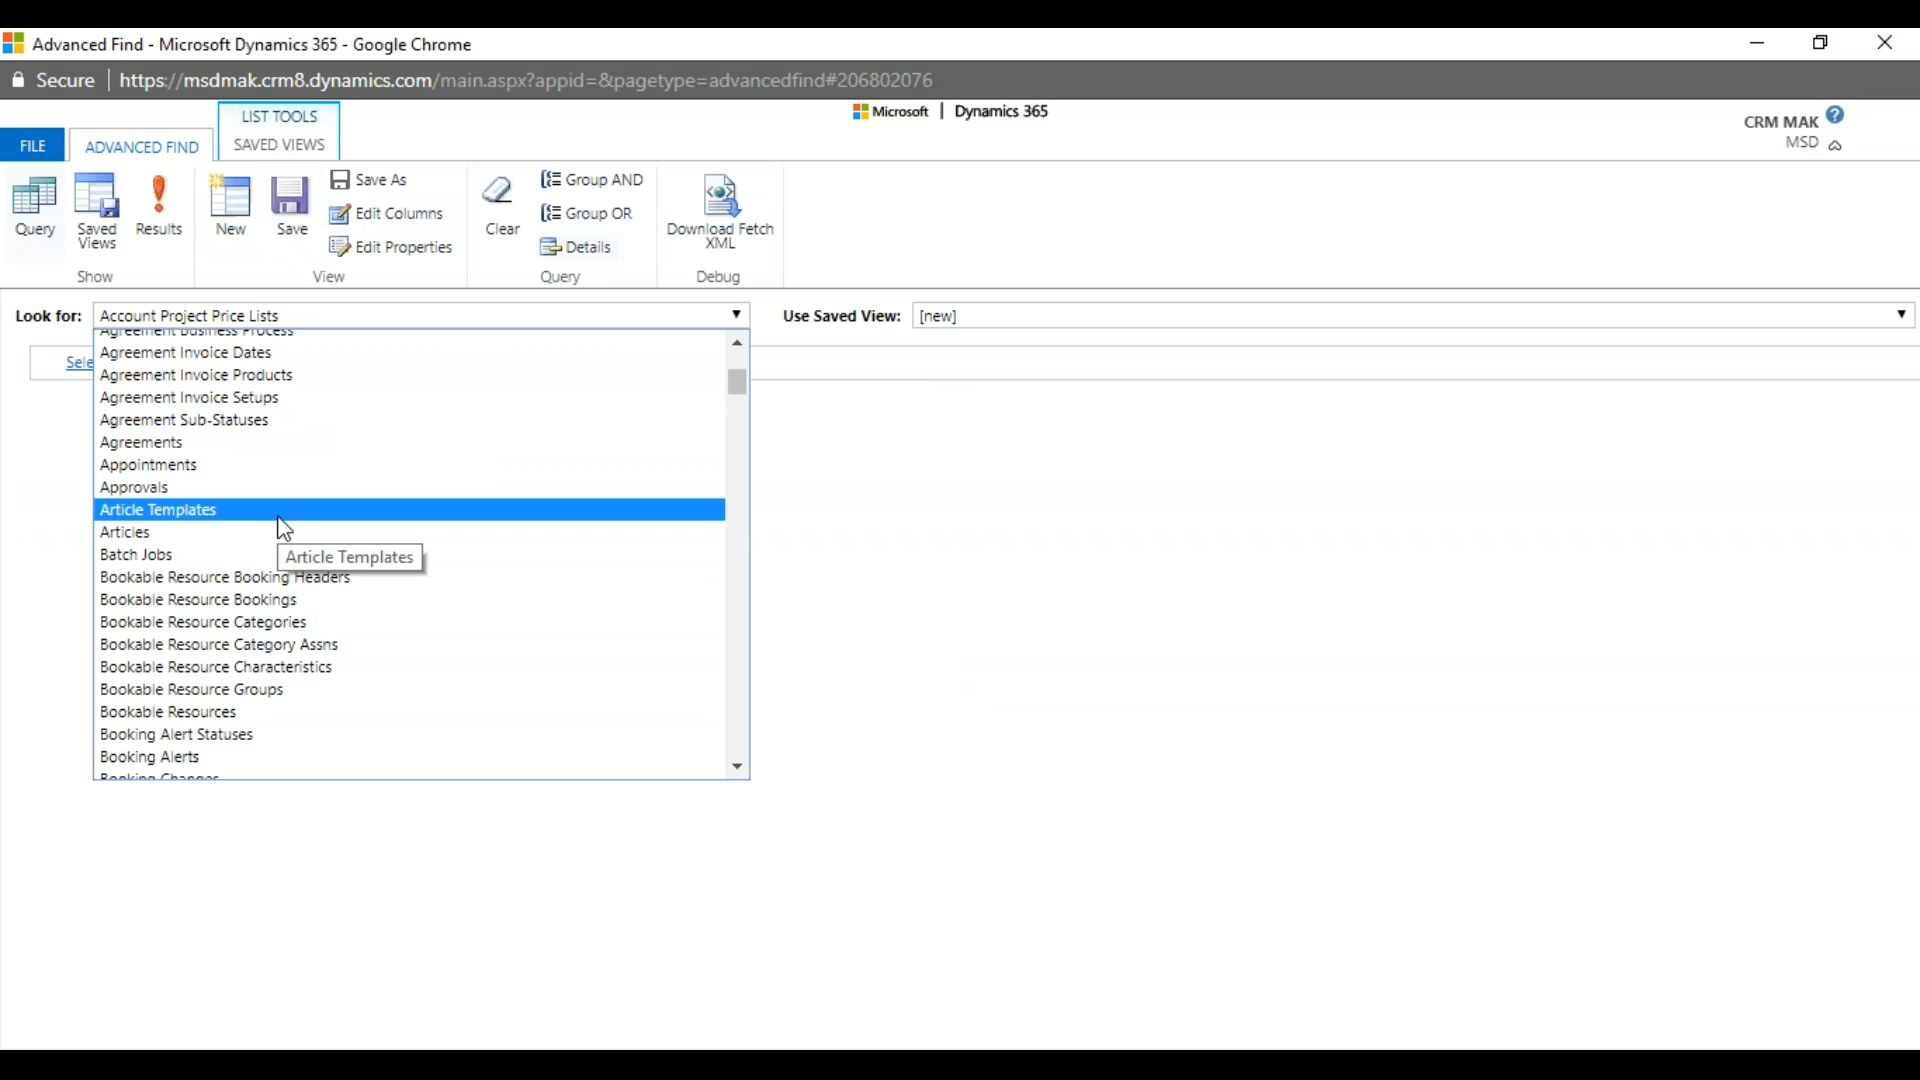 Advanced Find - Microsoft Dynamics 365 - Google Chrome
Secure | https://msdmak.crm8.dynamics.com/main.aspx?appid=&pagetype=advancedfind#206802076
LIST TOOLS
Microsoft | Dynamics 365
CRM MAK
FILE
ADVANCED FIND
SAVED VIEWS
MSD
Query
Saved Views
Results
Show
New
Save
Save As
Edit Columns
Edit Properties
View
Clear
Group AND
Group OR
Details
Query
Download Fetch XML
Debug
Look for:
Account Project Price Lists
Use Saved View:
[new]
Sele
Agreement Business Process
Agreement Invoice Dates
Agreement Invoice Products
Agreement Invoice Setups
Agreement Sub-Statuses
Agreements
Appointments
Approvals
Article Templates
Articles
Batch Jobs
Article Templates
Bookable Resource Booking Headers
Bookable Resource Bookings
Bookable Resource Categories
Bookable Resource Category Assns
Bookable Resource Characteristics
Bookable Resource Groups
Bookable Resources
Booking Alert Statuses
Booking Alerts
Booking Changes